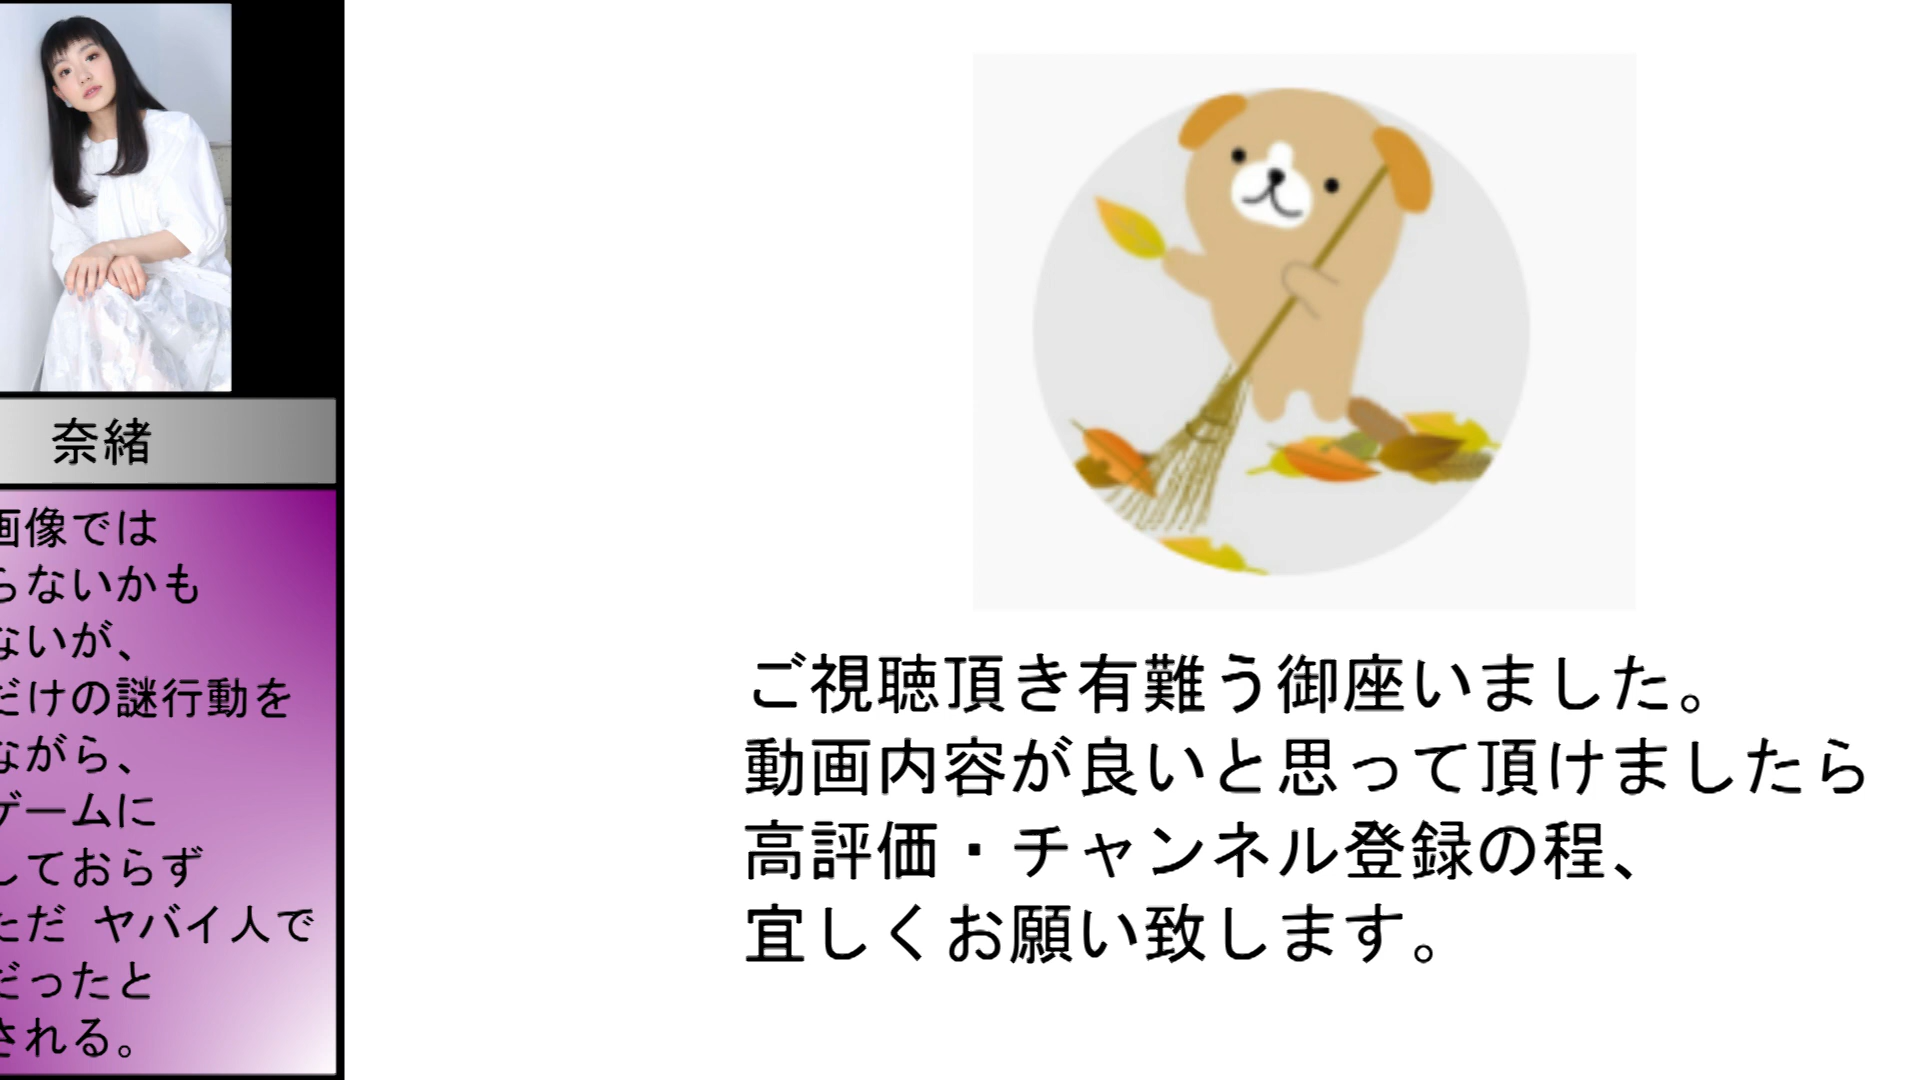 奈緒
画像では
らないかも
ないが、
だけの謎行動を
ながら、
ゲームに
しておらず
ただ ヤバイ人で
だったと
される。
ご視聴頂き有難う御座いました。
動画内容が良いと思って頂けましたら
高評価・チャンネル登録の程、
宜しくお願い致します。